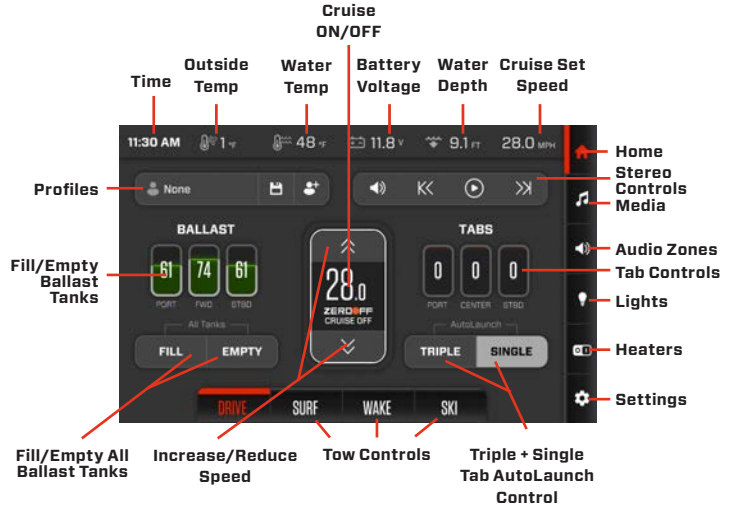 Cruise
ON/OFF
Outside
Temp
Water
Temp
Battery
Voltage
Water
Depth
Cruise Set
Speed
Time
11:30 AM
1 °F
48 °F
11.8 V
9.1 FT
28.0 MPH
Home
Stereo
Controls
Media
Audio Zones
Tab Controls
Lights
Heaters
Settings
Profiles
None
BALLAST
TABS
Fill/Empty
Ballast
Tanks
61
74
61
PORT
FWD
STBD
28.0
ZEROOFF
CRUISE OFF
0
0
0
PORT
CENTER
STBD
All Tanks
AutoLaunch
FILL
EMPTY
TRIPLE
SINGLE
DRIVE
SURF
WAKE
SKI
Fill/Empty All
Ballast Tanks
Increase/Reduce
Speed
Tow Controls
Triple + Single
Tab AutoLaunch
Control